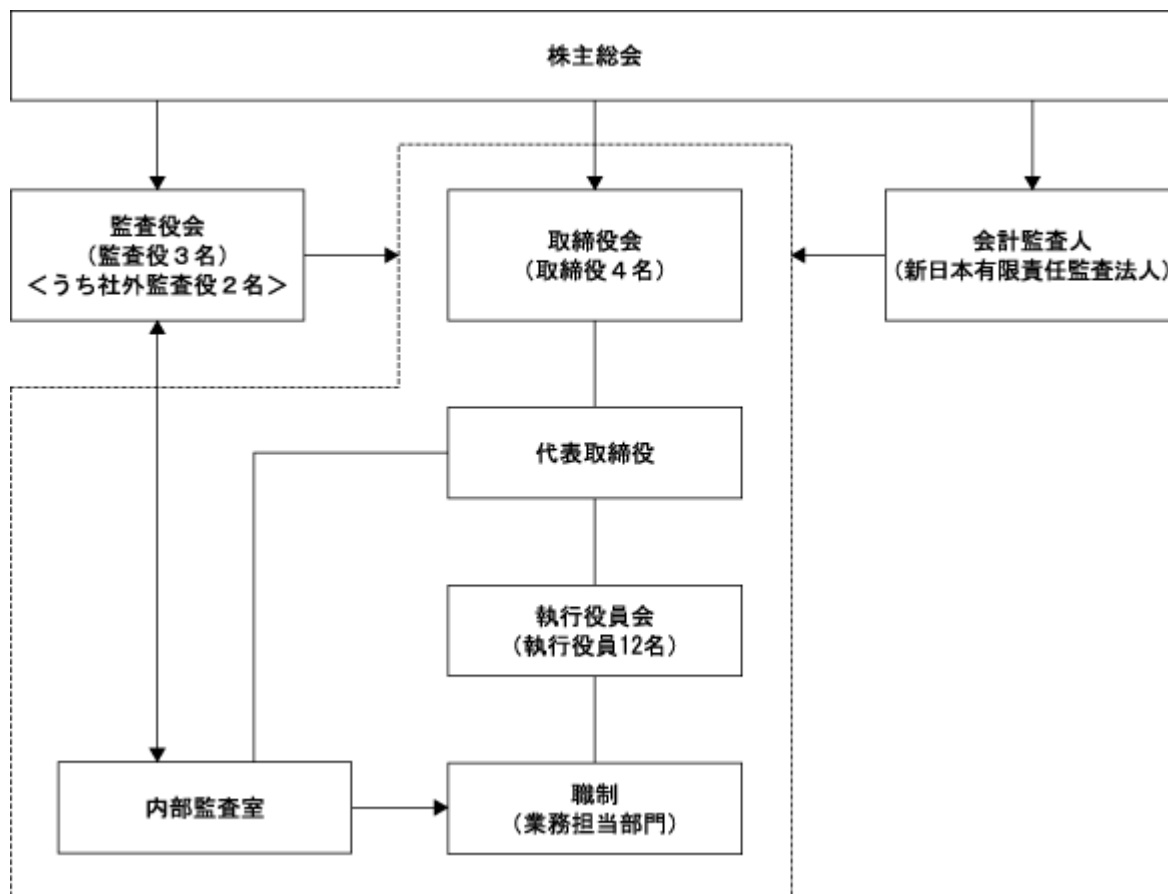 株主総会
監査役会
(監査役３名)
＜うち社外監査役２名＞
取締役会
(取締役４名)
会計監査人
(新日本有限責任監査法人)
代表取締役
執行役員会
(執行役員12名)
内部監査室
職制
(業務担当部門)